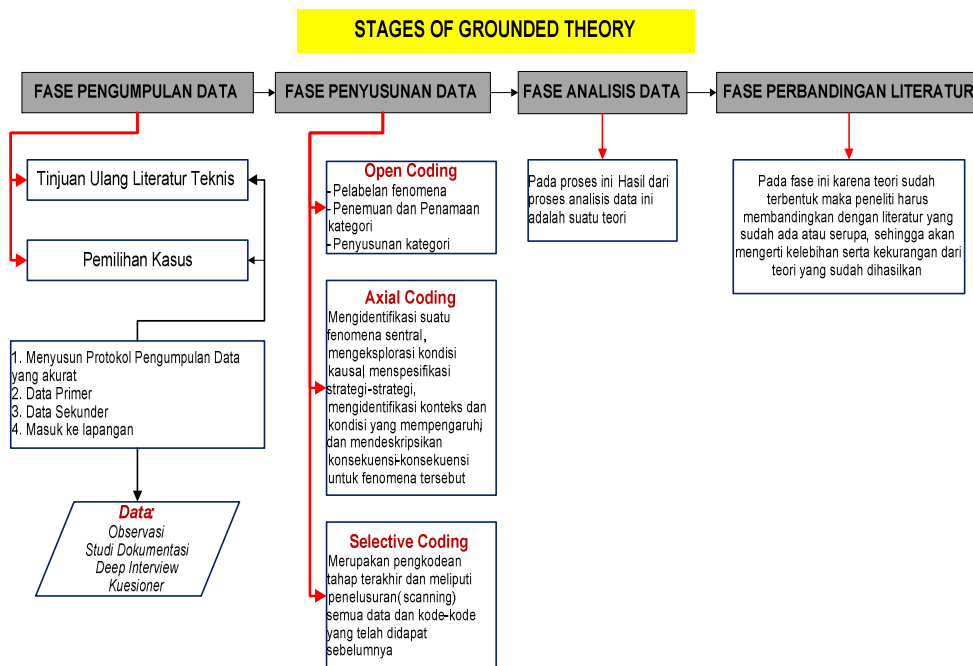 STAGES OF GROUNDED THEORY
FASE PENGUMPULAN DATA
FASE PENYUSUNAN DATA
FASE ANALISIS DATA
FASE PERBANDINGAN LITERATUR
Tinjuan Ulang Literatur Teknis
Pemilihan Kasus
1. Menyusun Protokol Pengumpulan Data
yang akurat
2. Data Primer
3. Data Sekunder
4. Masuk ke lapangan
Data:
Observasi
Studi Dokumentasi
Deep Interview
Kuesioner
Open Coding
- Pelabelan fenomena
- Penemuan dan Penamaan
kategori
- Penyusunan kategori
Axial Coding
Mengidentifikasi suatu
fenomena sentral,
mengeksplorasi kondisi
kausal, menspesifikasi
strategi-strategi,
mengidentifikasi konteks dan
kondisi yang mempengaruhi,
dan mendeskripsikan
konsekuensi-konsekuensi
untuk fenomena tersebut
Selective Coding
Merupakan pengkodean
tahap terakhir dan meliputi
penelusuran(scanning)
semua data dan kode-kode
yang telah didapat
sebelumnya
Pada proses ini Hasil dari
proses analisis data ini
adalah suatu teori
Pada fase ini karena teori sudah
terbentuk maka peneliti harus
membandingkan dengan literatur yang
sudah ada atau serupa, sehingga akan
mengerti kelebihan serta kekurangan dari
teori yang sudah dihasilkan